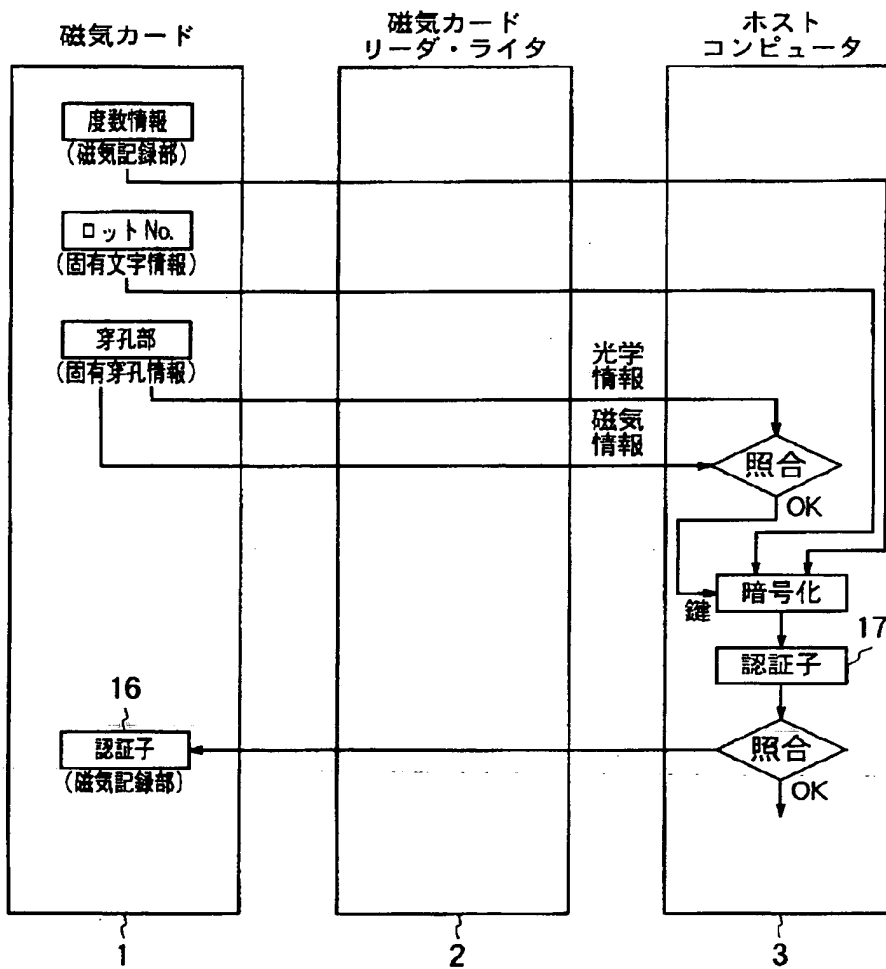 磁気カード
磁気カード
リーダ・ライタ
ホスト
コンピュータ
度数情報
(磁気記録部)
ロットNo.
(固有文字情報)
穿孔部
(固有穿孔情報)
光学
情報
磁気
情報
照合
OK
鍵
暗号化
17
認証子
16
認証子
(磁気記録部)
照合
OK
1
2
3